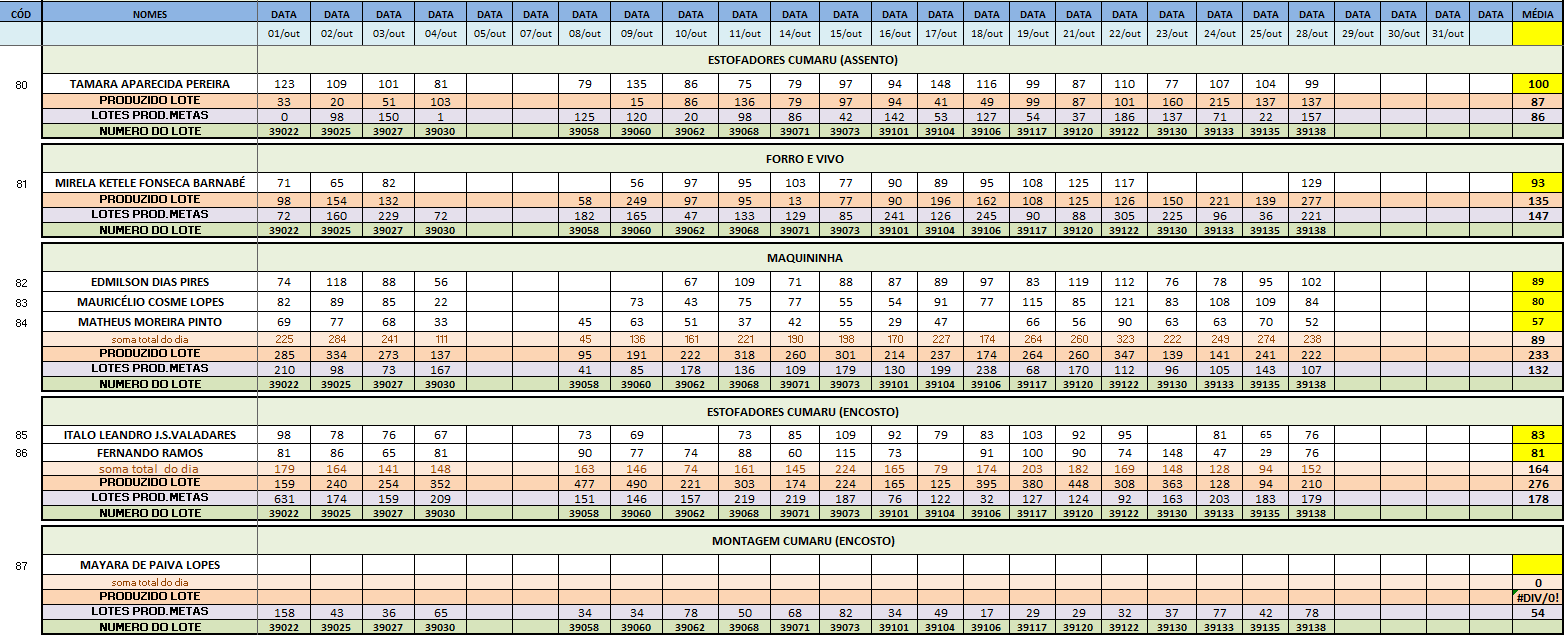 CÓD NOMES DATA DATA DATA DATA DATA DATA DATA DATA DATA DATA DATA DATA DATA DATA DATA DATA DATA DATA DATA DATA DATA DATA DATA DATA DATA DATA DATA MÉDIA
01/out 02/out 03/out 04/out 05/out 07/out 08/out 09/out 10/out 11/out 14/out 15/out 16/out 17/out 18/out 19/out 21/out 22/out 23/out 24/out 25/out 28/out 29/out 30/out 31/out
ESTOFADORES CUMARU (ASSENTO)
80 TAMARA APARECIDA PEREIRA 123 109 101 81 79 135 86 75 79 97 94 148 116 99 87 110 77 107 104 99 100
PRODUZIDO LOTE 33 20 51 103 15 86 136 79 97 94 41 49 99 87 101 160 215 137 137 87
LOTES PROD.METAS 0 98 150 1 125 120 20 98 86 42 142 53 127 54 37 186 137 71 22 157 86
NUMERO DO LOTE 39022 39025 39027 39030 39058 39060 39062 39068 39071 39073 39101 39104 39106 39117 39120 39122 39130 39133 39135 39138
FORRO E VIVO
81 MIRELA KETELE FONSECA BARNABÉ 71 65 82 56 97 95 103 77 90 89 95 108 125 117 129 93
PRODUZIDO LOTE 98 154 132 58 249 97 95 13 77 90 196 162 108 125 126 150 221 139 277 135
LOTES PROD.METAS 72 160 229 72 182 165 47 133 129 85 241 126 245 90 88 305 225 96 36 221 147
NUMERO DO LOTE 39022 39025 39027 39030 39058 39060 39062 39068 39071 39073 39101 39104 39106 39117 39120 39122 39130 39133 39135 39138
MAQUININHA
82 EDMILSON DIAS PIRES 74 118 88 56 67 109 71 88 87 89 97 83 119 112 76 78 95 102 89
83 MAURICÉLIO COSME LOPES 82 89 85 22 73 43 75 77 55 54 91 77 115 85 121 83 108 109 84 80
84 MATHEUS MOREIRA PINTO 69 77 68 33 45 63 51 37 42 55 29 47 66 56 90 63 63 70 52 57
soma total do dia 225 284 241 111 45 136 161 221 190 198 170 227 174 264 260 323 222 249 274 238 89
PRODUZIDO LOTE 285 334 273 137 95 191 222 318 260 301 214 237 174 264 260 347 139 141 241 222 233
LOTES PROD.METAS 210 98 73 167 41 85 178 136 109 179 130 199 238 68 170 112 96 105 143 107 132
NUMERO DO LOTE 39022 39025 39027 39030 39058 39060 39062 39068 39071 39073 39101 39104 39106 39117 39120 39122 39130 39133 39135 39138
ESTOFADORES CUMARU (ENCOSTO)
85 ITALO LEANDRO J.S.VALADARES 98 78 76 67 73 69 73 85 109 92 79 83 103 92 95 81 65 76 83
86 FERNANDO RAMOS 81 86 65 81 90 77 74 88 60 115 73 91 100 90 74 148 47 29 76 81
soma total do dia 179 164 141 148 163 146 74 161 145 224 165 79 174 203 182 169 148 128 94 152 164
PRODUZIDO LOTE 159 240 254 352 477 490 221 303 174 224 165 125 395 380 448 308 363 128 94 210 276
LOTES PROD.METAS 631 174 159 209 151 146 157 219 219 187 76 122 32 127 124 92 163 203 183 179 178
NUMERO DO LOTE 39022 39025 39027 39030 39058 39060 39062 39068 39071 39073 39101 39104 39106 39117 39120 39122 39130 39133 39135 39138
MONTAGEM CUMARU (ENCOSTO)
87 MAYARA DE PAIVA LOPES
soma total do dia 0
PRODUZIDO LOTE #DIV/0!
LOTES PROD.METAS 158 43 36 65 34 34 78 50 68 82 34 49 17 29 29 32 37 77 42 78 54
NUMERO DO LOTE 39022 39025 39027 39030 39058 39060 39062 39068 39071 39073 39101 39104 39106 39117 39120 39122 39130 39133 39135 39138